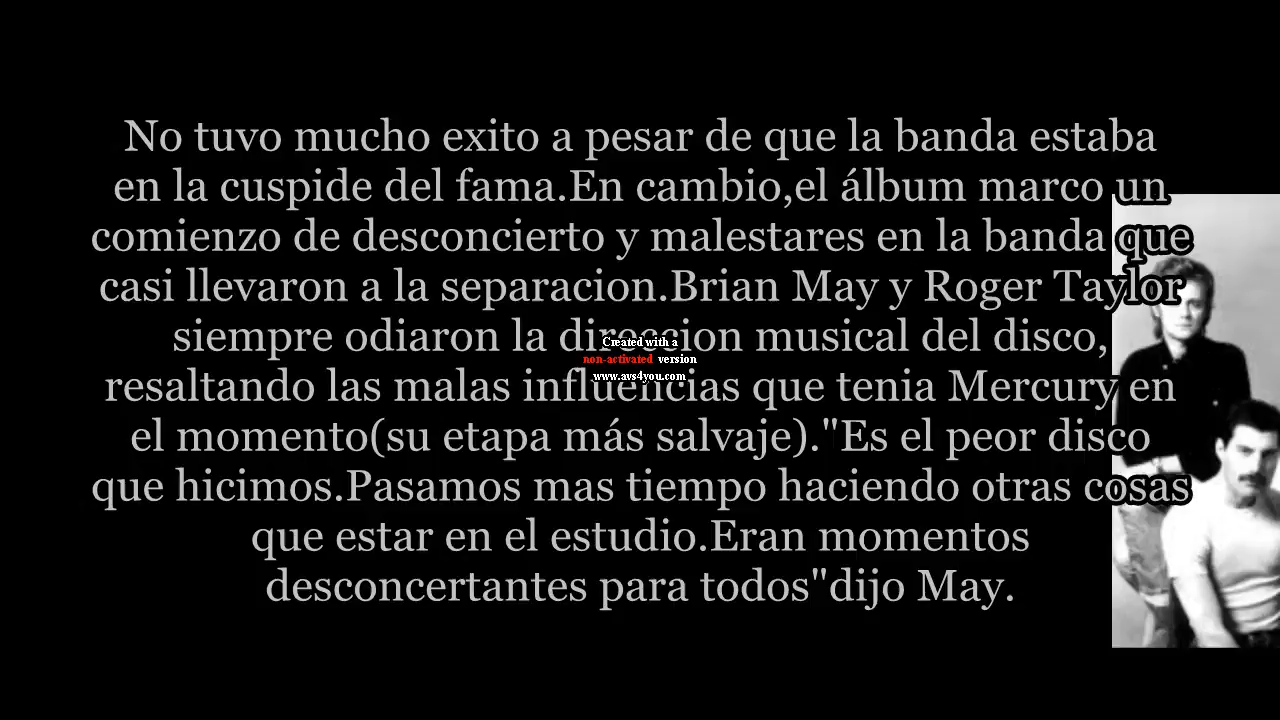 No tuvo mucho exito a pesar de que la banda estaba
en la cuspide del fama.En cambio,el álbum marco un
comienzo de desconcierto y malestares en la banda que
casi llevaron a la separacion.Brian May y Roger Taylor
siempre odiaron la direccion musical del disco,
Created with a
non-activated version
www.avs4you.com
resaltando las malas influencias que tenia Mercury en
el momento(su etapa más salvaje)."Es el peor disco
que hicimos.Pasamos mas tiempo haciendo otras cosas
que estar en el estudio.Eran momentos
desconcertantes para todos"dijo May.